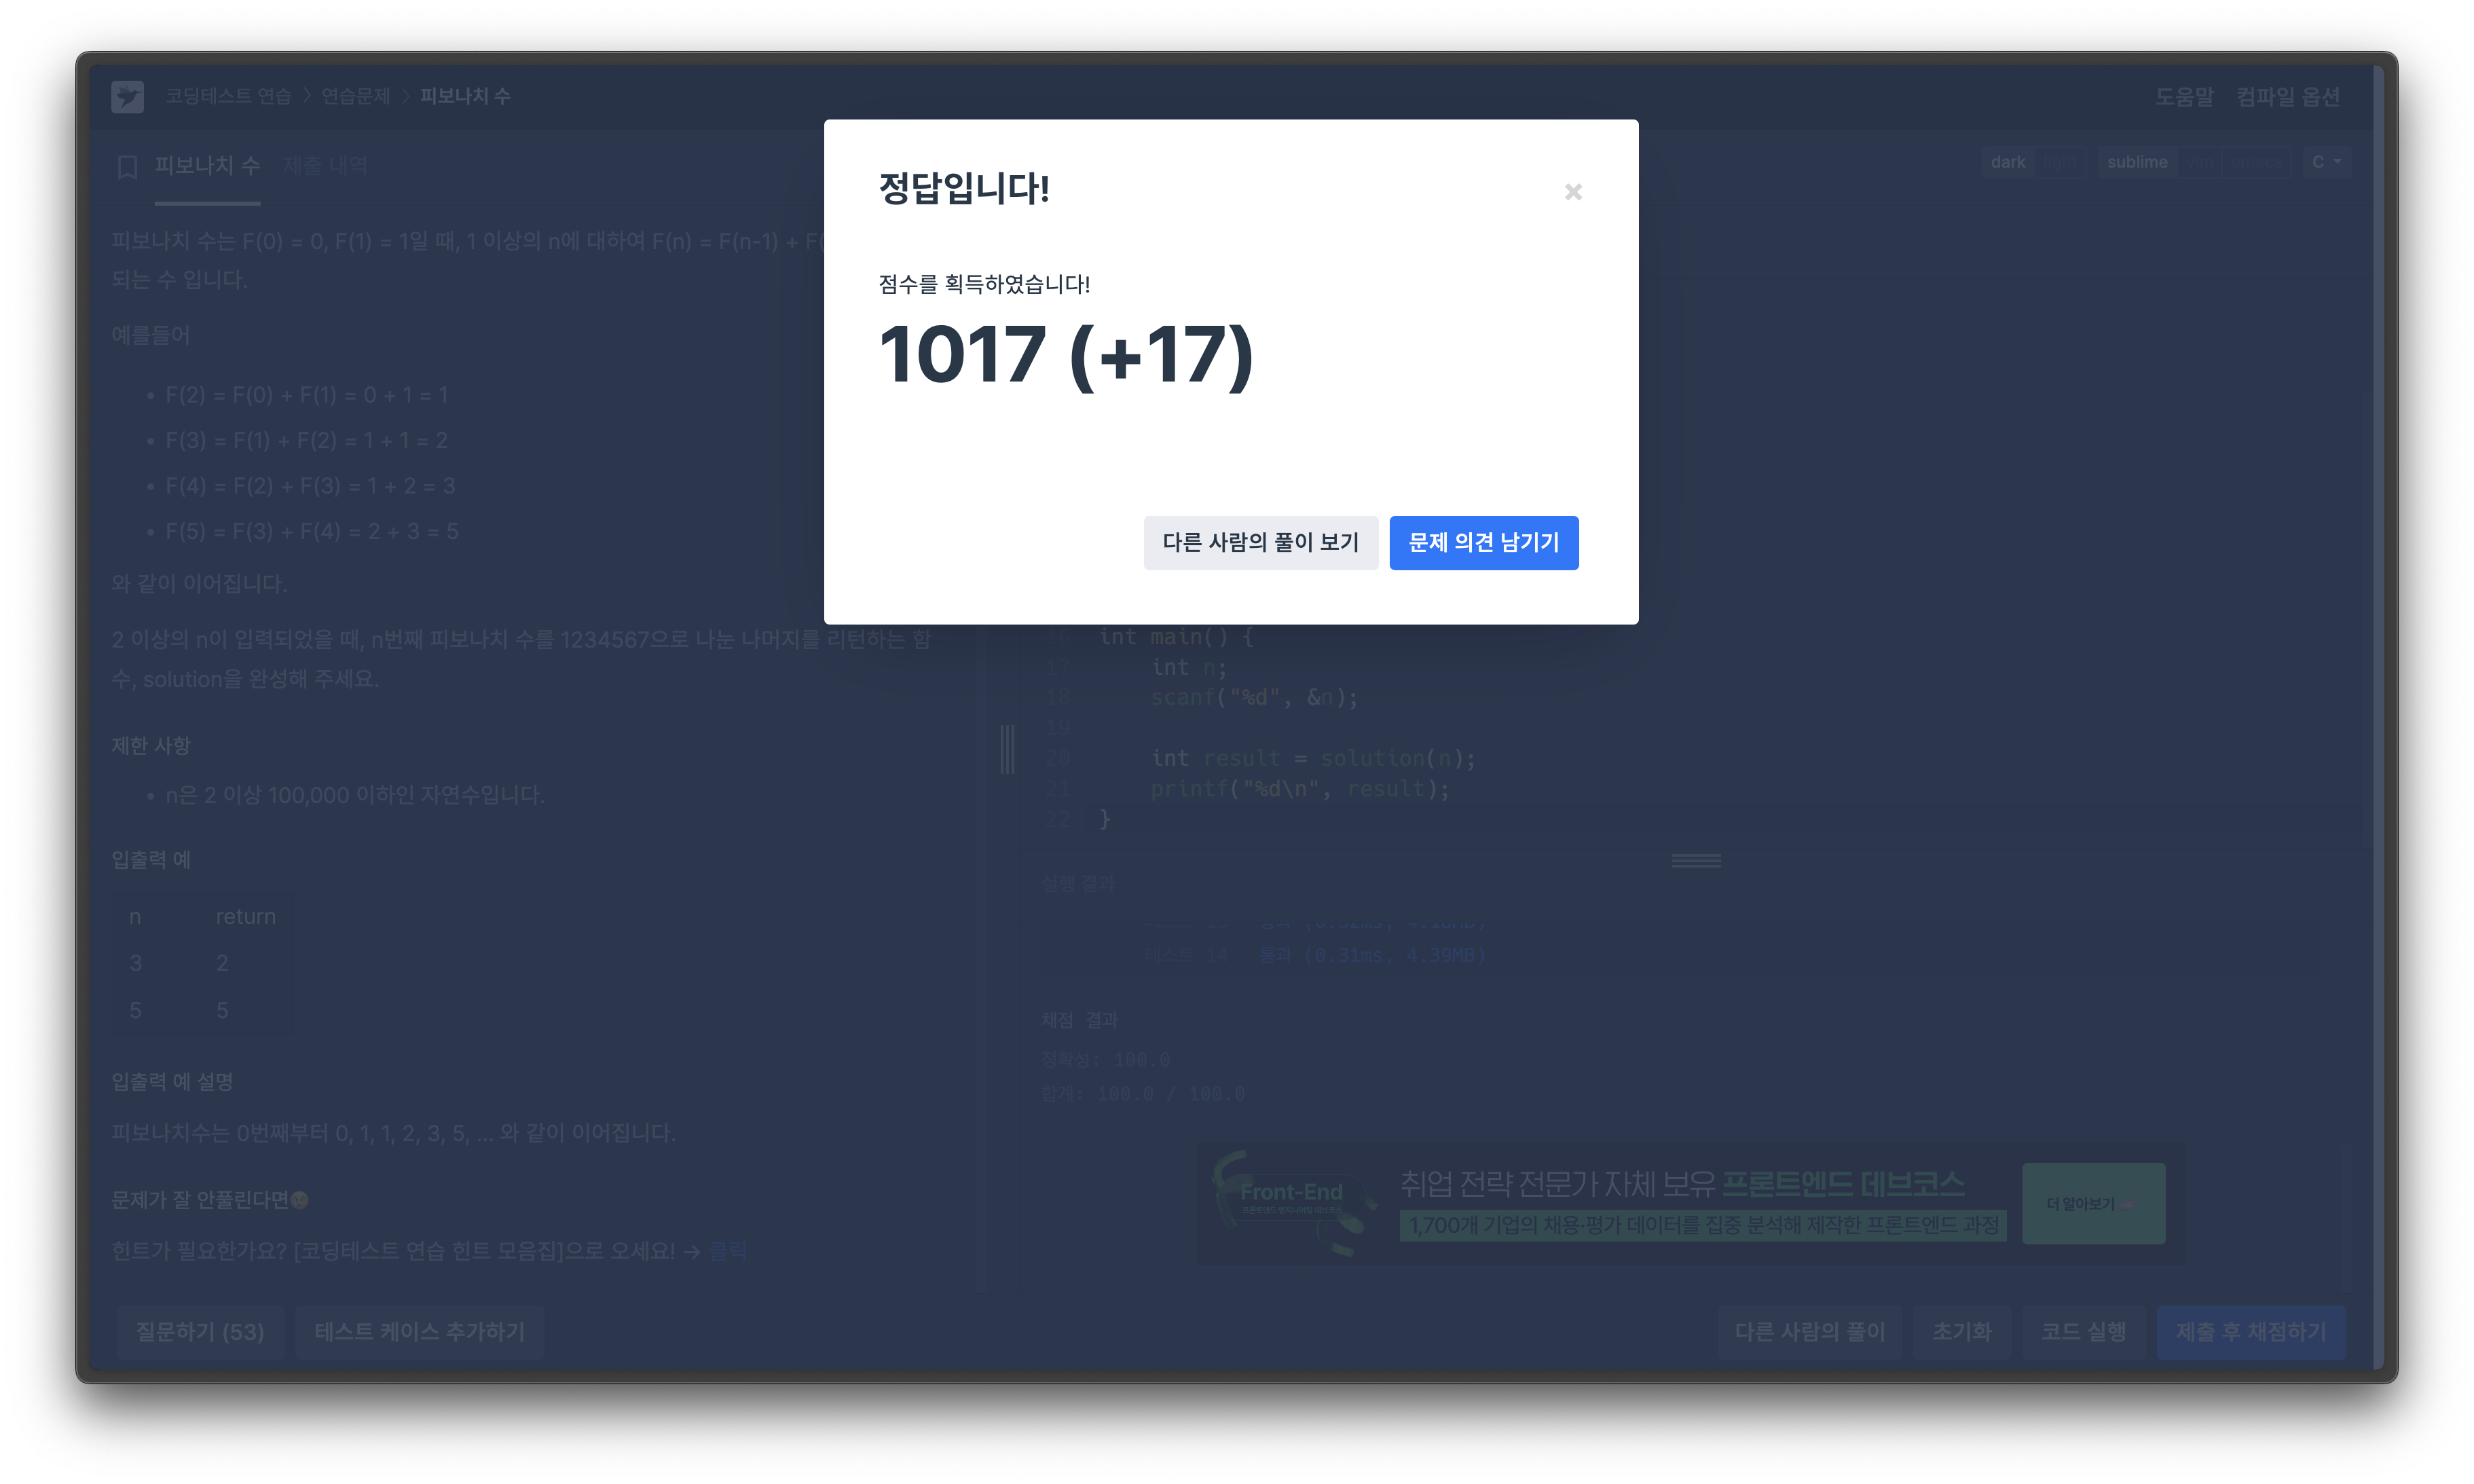 코딩테스트 연습 > 연습문제 > 피보나치 수
도움말 컴파일 옵션
피보나치 수 제출 내역
dark light sublime vim emacs C
피보나치 수는 F(0) = 0, F(1) = 1일 때, 1 이상의 n에 대하여 F(n) = F(n-1) + F(
되는 수 입니다.
예를들어
• F(2) = F(0) + F(1) = 0 + 1 = 1
• F(3) = F(1) + F(2) = 1 + 1 = 2
• F(4) = F(2) + F(3) = 1 + 2 = 3
• F(5) = F(3) + F(4) = 2 + 3 = 5
와 같이 이어집니다.
2 이상의 n이 입력되었을 때, n번째 피보나치 수를 1234567으로 나눈 나머지를 리턴하는 함
수, solution을 완성해 주세요.
제한 사항
• n은 2 이상 100,000 이하인 자연수입니다.
입출력 예
n return
3 2
5 5
입출력 예 설명
피보나치수는 0번째부터 0, 1, 1, 2, 3, 5, ... 와 같이 이어집니다.
문제가 잘 안풀린다면😢
힌트가 필요한가요? [코딩테스트 연습 힌트 모음집]으로 오세요! → 클릭
정답입니다!
×
점수를 획득하였습니다!
1017 (+17)
다른 사람의 풀이 보기 문제 의견 남기기
16 int main() {
17 int n;
18 scanf("%d", &n);
19
20 int result = solution(n);
21 printf("%d\n", result);
22 }
실행 결과
테스트 14 통과 (0.31ms, 4.39MB)
채점 결과
정확성: 100.0
합계: 100.0 / 100.0
Front-End
취업 전략 전문가 자체 보유 프론트엔드 데브코스
1,700개 기업의 채용·평가 데이터를 집중 분석해 제작한 프론트엔드 과정
더 알아보기
질문하기 (53) 테스트 케이스 추가하기
다른 사람의 풀이 초기화 코드 실행 제출 후 채점하기